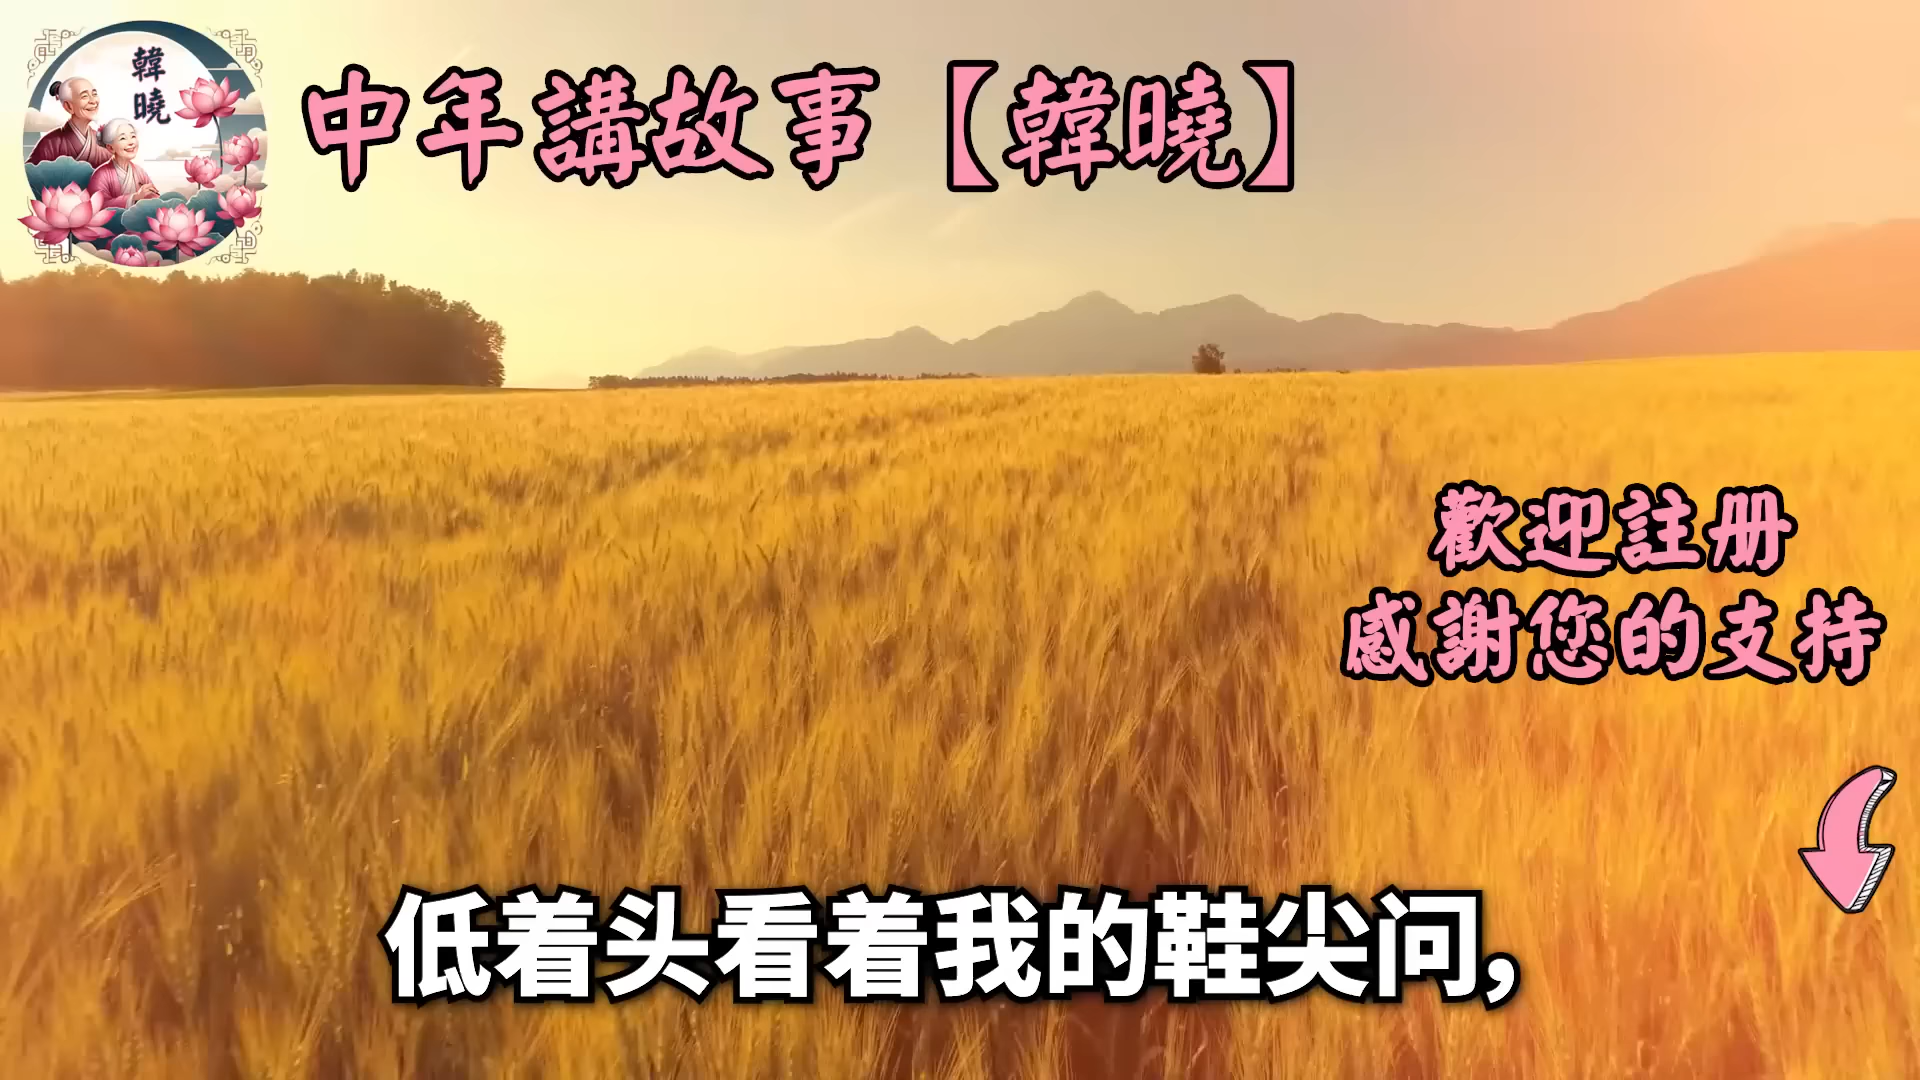 韓
曉
中年講故事【韓曉】
歡迎註册
感謝您的支持
低着头看着我的鞋尖问,